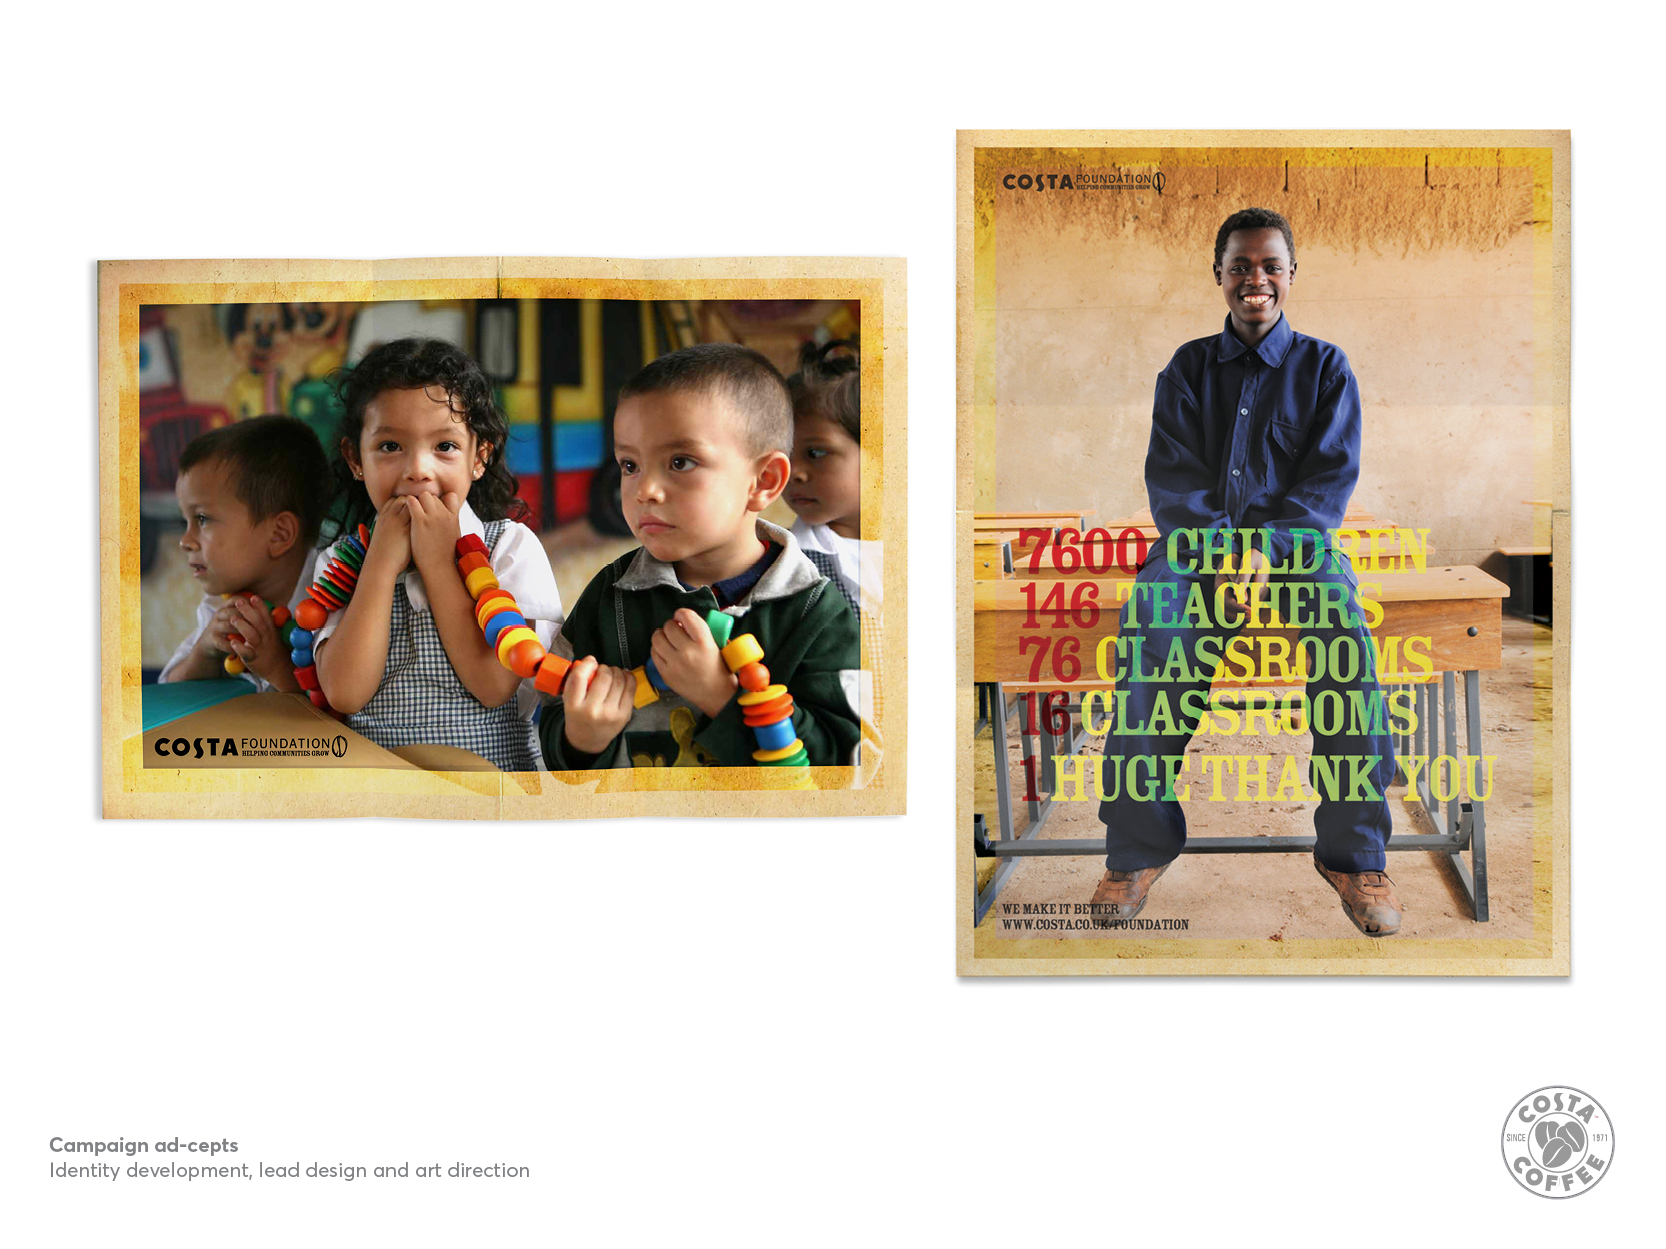 COSTA FOUNDATION
HELPING COMMUNITIES GROW
COSTA FOUNDATION
HELPING COMMUNITIES GROW
7600 CHILDREN
146 TEACHERS
76 CLASSROOMS
16 CLASSROOMS
1 HUGE THANK YOU
WE MAKE IT BETTER
WWW.COSTA.CO.UK/FOUNDATION
Campaign ad-cepts
Identity development, lead design and art direction
COSTA
SINCE 1971
COFFEE